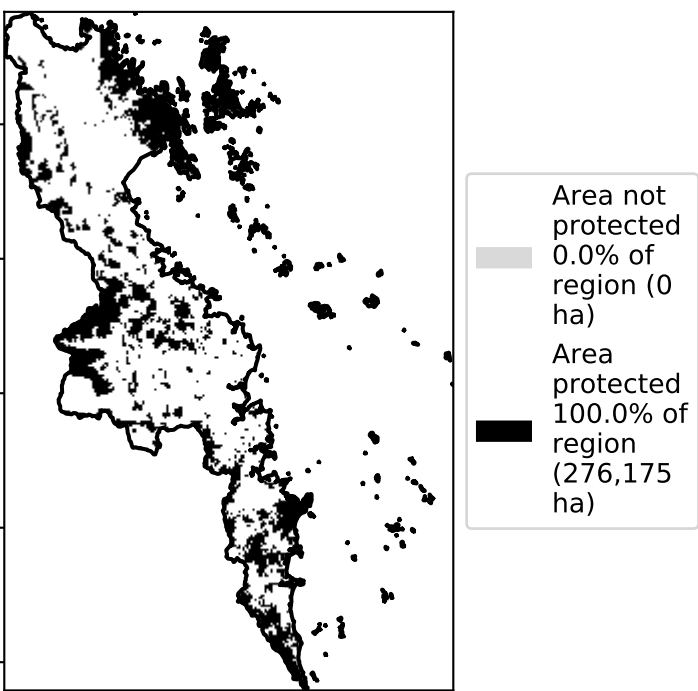 Area not
protected
0.0% of
region (0
ha)
Area
protected
100.0% of
region
(276,175
ha)